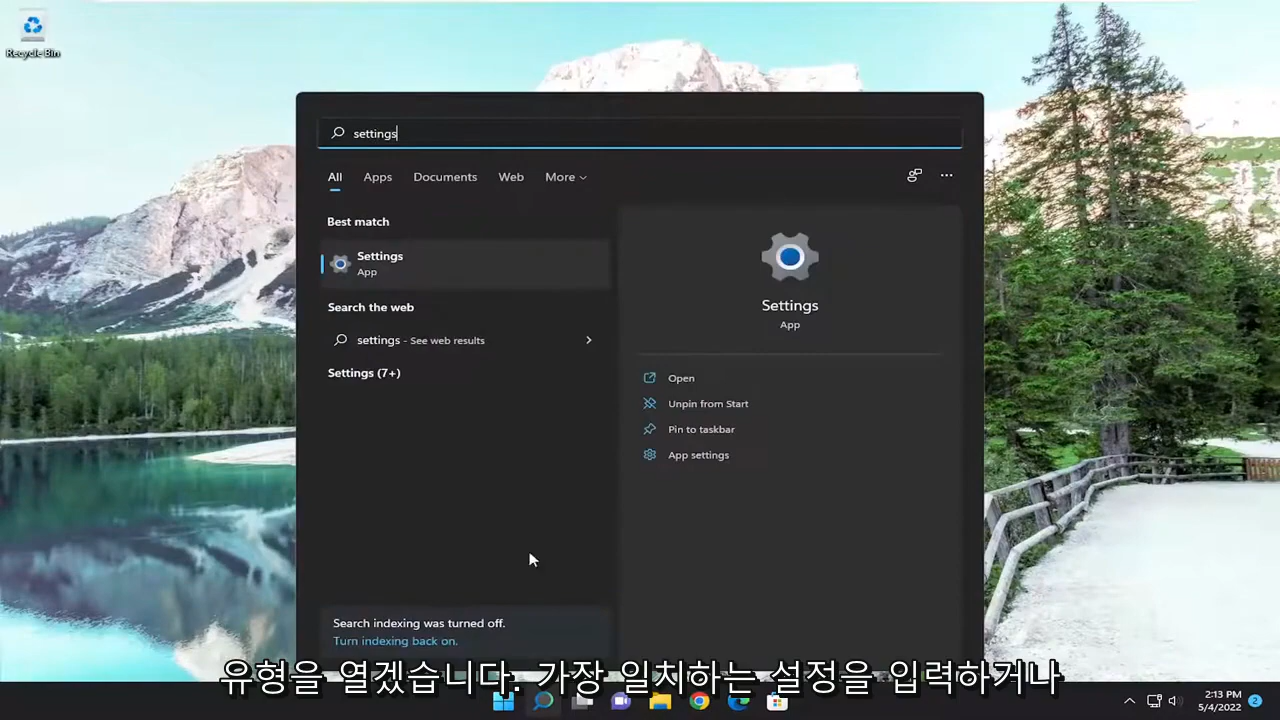 Recycle Bin
settings
All Apps Documents Web More
Best match
Settings
App
Search the web
settings - See web results
Settings (7+)
Settings
App
Open
Unpin from Start
Pin to taskbar
App settings
Search indexing was turned off.
Turn indexing back on.
유형을 열겠습니다. 가장 일치하는 설정을 입력하거나
2:13 PM
5/4/2022
2